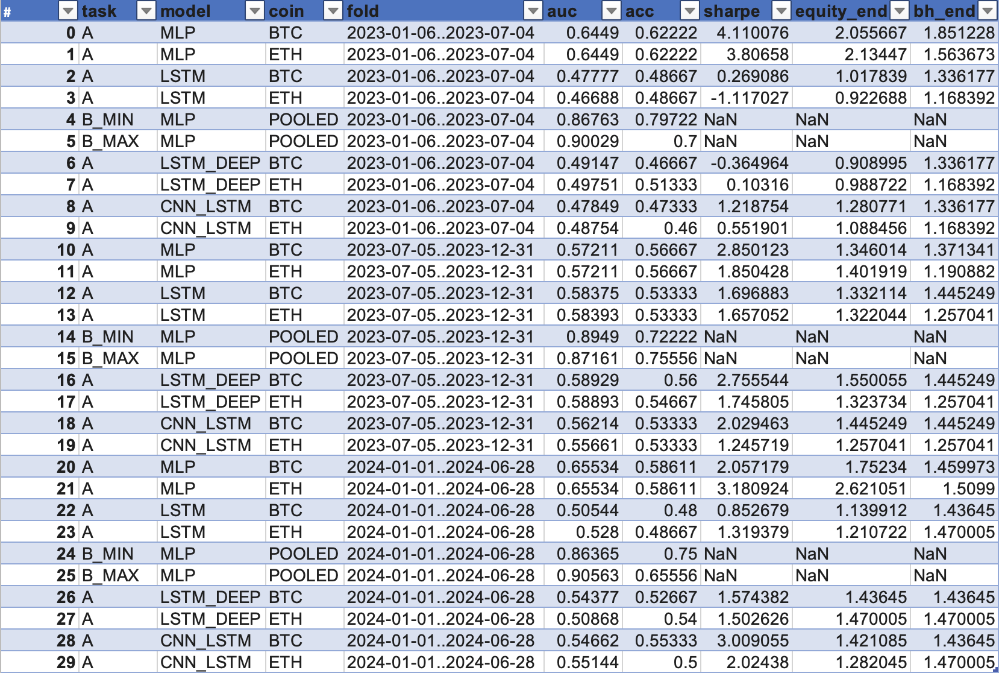 # task model coin fold auc acc sharpe equity_end bh_end
0 A MLP BTC 2023-01-06..2023-07-04 0.6449 0.62222 4.110076 2.055667 1.851228
1 A MLP ETH 2023-01-06..2023-07-04 0.6449 0.62222 3.80658 2.13447 1.563673
2 A LSTM BTC 2023-01-06..2023-07-04 0.47777 0.48667 0.269086 1.017839 1.336177
3 A LSTM ETH 2023-01-06..2023-07-04 0.46688 0.48667 -1.117027 0.922688 1.168392
4 B_MIN MLP POOLED 2023-01-06..2023-07-04 0.86763 0.79722 NaN NaN NaN
5 B_MAX MLP POOLED 2023-01-06..2023-07-04 0.90029 0.7 NaN NaN NaN
6 A LSTM_DEEP BTC 2023-01-06..2023-07-04 0.49147 0.46667 -0.364964 0.908995 1.336177
7 A LSTM_DEEP ETH 2023-01-06..2023-07-04 0.49751 0.51333 0.10316 0.988722 1.168392
8 A CNN_LSTM BTC 2023-01-06..2023-07-04 0.47849 0.47333 1.218754 1.280771 1.336177
9 A CNN_LSTM ETH 2023-01-06..2023-07-04 0.48754 0.46 0.551901 1.088456 1.168392
10 A MLP BTC 2023-07-05..2023-12-31 0.57211 0.56667 2.850123 1.346014 1.371341
11 A MLP ETH 2023-07-05..2023-12-31 0.57211 0.56667 1.850428 1.401919 1.190882
12 A LSTM BTC 2023-07-05..2023-12-31 0.58375 0.53333 1.696883 1.332114 1.445249
13 A LSTM ETH 2023-07-05..2023-12-31 0.58393 0.53333 1.657052 1.322044 1.257041
14 B_MIN MLP POOLED 2023-07-05..2023-12-31 0.8949 0.72222 NaN NaN NaN
15 B_MAX MLP POOLED 2023-07-05..2023-12-31 0.87161 0.75556 NaN NaN NaN
16 A LSTM_DEEP BTC 2023-07-05..2023-12-31 0.58929 0.56 2.755544 1.550055 1.445249
17 A LSTM_DEEP ETH 2023-07-05..2023-12-31 0.58893 0.54667 1.745805 1.323734 1.257041
18 A CNN_LSTM BTC 2023-07-05..2023-12-31 0.56214 0.53333 2.029463 1.445249 1.445249
19 A CNN_LSTM ETH 2023-07-05..2023-12-31 0.55661 0.53333 1.245719 1.257041 1.257041
20 A MLP BTC 2024-01-01..2024-06-28 0.65534 0.58611 2.057179 1.75234 1.459973
21 A MLP ETH 2024-01-01..2024-06-28 0.65534 0.58611 3.180924 2.621051 1.5099
22 A LSTM BTC 2024-01-01..2024-06-28 0.50544 0.48 0.852679 1.139912 1.43645
23 A LSTM ETH 2024-01-01..2024-06-28 0.528 0.48667 1.319379 1.210722 1.470005
24 B_MIN MLP POOLED 2024-01-01..2024-06-28 0.86365 0.75 NaN NaN NaN
25 B_MAX MLP POOLED 2024-01-01..2024-06-28 0.90563 0.65556 NaN NaN NaN
26 A LSTM_DEEP BTC 2024-01-01..2024-06-28 0.54377 0.52667 1.574382 1.43645 1.43645
27 A LSTM_DEEP ETH 2024-01-01..2024-06-28 0.50868 0.54 1.502626 1.470005 1.470005
28 A CNN_LSTM BTC 2024-01-01..2024-06-28 0.54662 0.55333 3.009055 1.421085 1.43645
29 A CNN_LSTM ETH 2024-01-01..2024-06-28 0.55144 0.5 2.02438 1.282045 1.470005